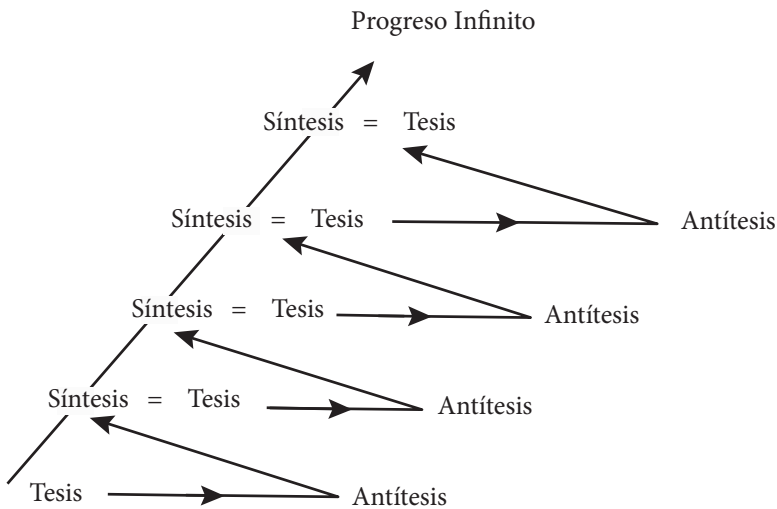 Progreso Infinito
Síntesis = Tesis
Síntesis = Tesis Antítesis
Síntesis = Tesis Antítesis
Síntesis = Tesis Antítesis
Tesis Antítesis